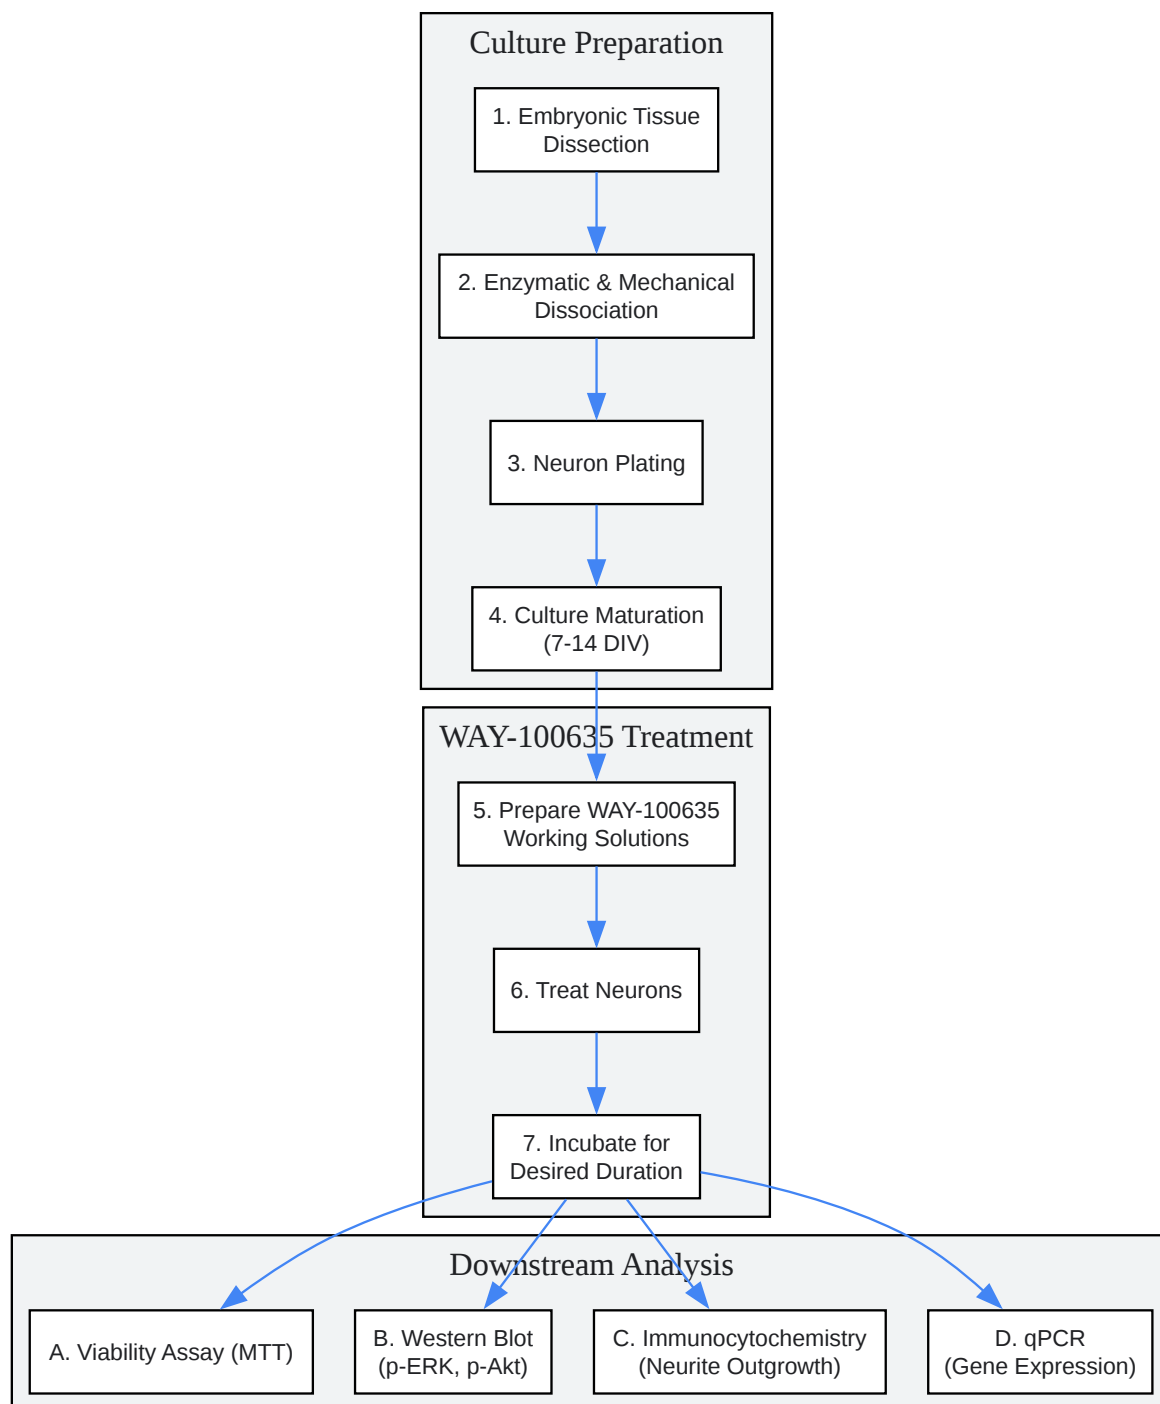 Culture Preparation
1. Embryonic Tissue
Dissection
2. Enzymatic & Mechanical
Dissociation
3. Neuron Plating
4. Culture Maturation
(7-14 DIV)
WAY-100635 Treatment
5. Prepare WAY-100635
Working Solutions
6. Treat Neurons
7. Incubate for
Desired Duration
Downstream Analysis
A. Viability Assay (MTT)
B. Western Blot
(p-ERK, p-Akt)
C. Immunocytochemistry
(Neurite Outgrowth)
D. qPCR
(Gene Expression)